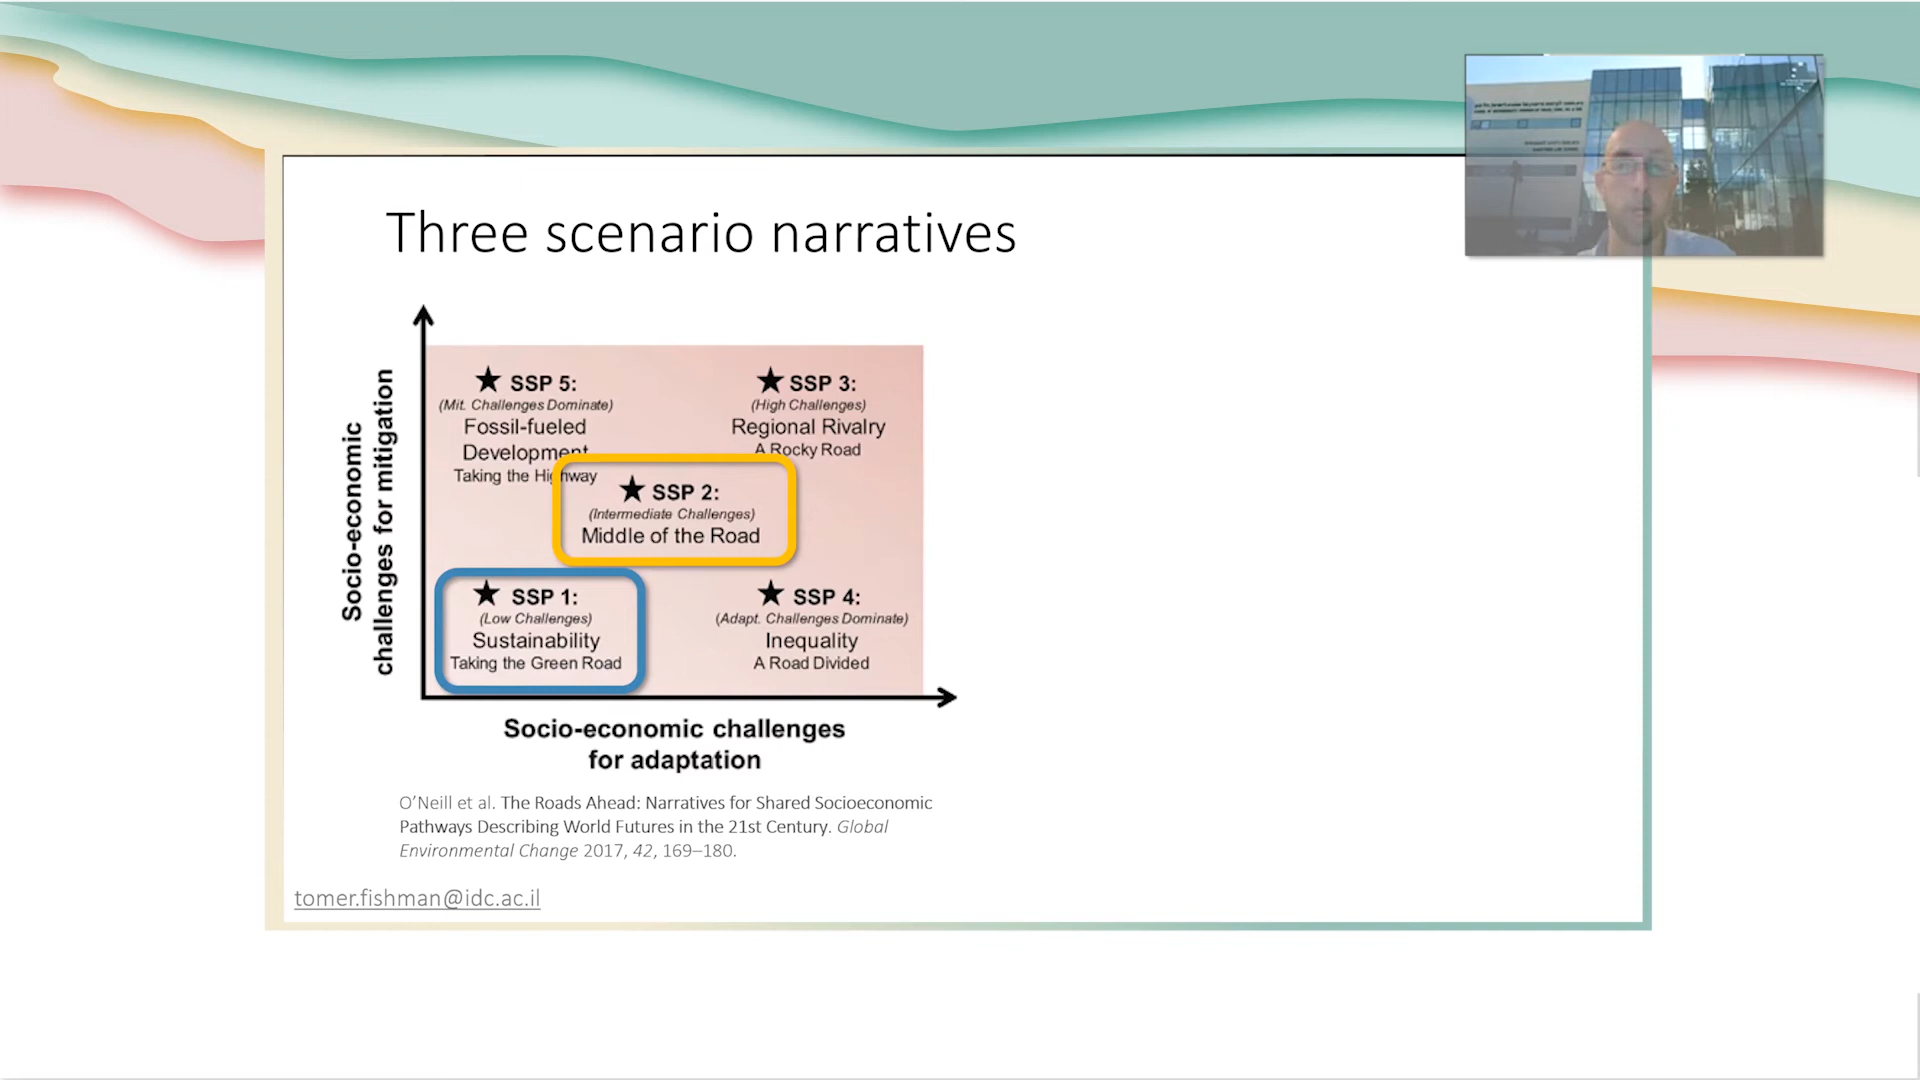 Three scenario narratives
Socio-economic
challenges for mitigation
★ SSP 5:
(Mit. Challenges Dominate)
Fossil-fueled
Development
Taking the Highway
★ SSP 3:
(High Challenges)
Regional Rivalry
A Rocky Road
★ SSP 2:
(Intermediate Challenges)
Middle of the Road
★ SSP 1:
(Low Challenges)
Sustainability
Taking the Green Road
★ SSP 4:
(Adapt. Challenges Dominate)
Inequality
A Road Divided
Socio-economic challenges
for adaptation
O’Neill et al. The Roads Ahead: Narratives for Shared Socioeconomic
Pathways Describing World Futures in the 21st Century. Global
Environmental Change 2017, 42, 169–180.
tomer.fishman@idc.ac.il